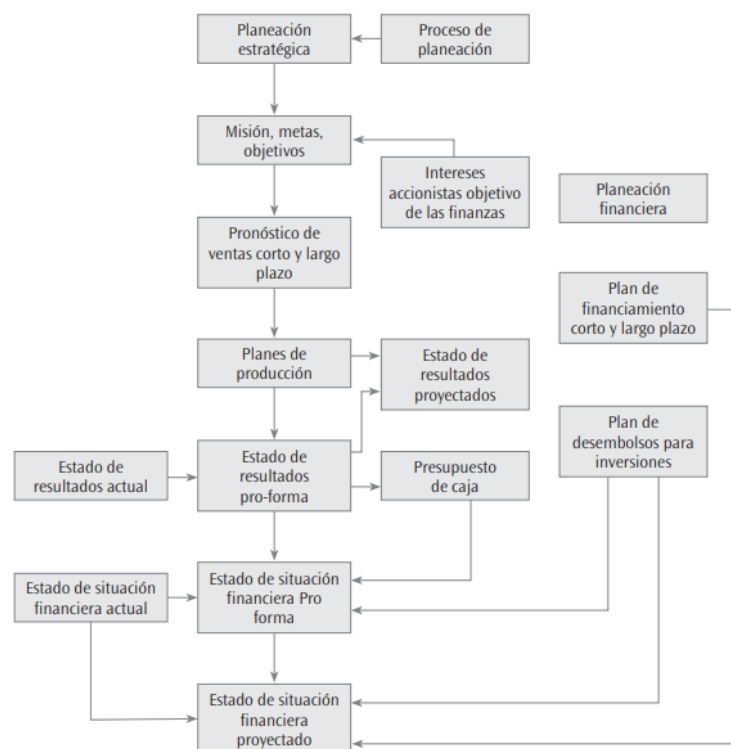 Planeación
estratégica
Proceso de
planeación
Misión, metas,
objetivos
Intereses
accionistas objetivo
de las finanzas
Planeación
financiera
Pronóstico de
ventas corto y largo
plazo
Plan de
financiamiento
corto y largo plazo
Planes de
producción
Estado de
resultados
proyectados
Plan de
desembolsos para
inversiones
Estado de
resultados actual
Estado de
resultados
pro-forma
Presupuesto
de caja
Estado de situación
financiera actual
Estado de situación
financiera Pro
forma
Estado de situación
financiera
proyectado